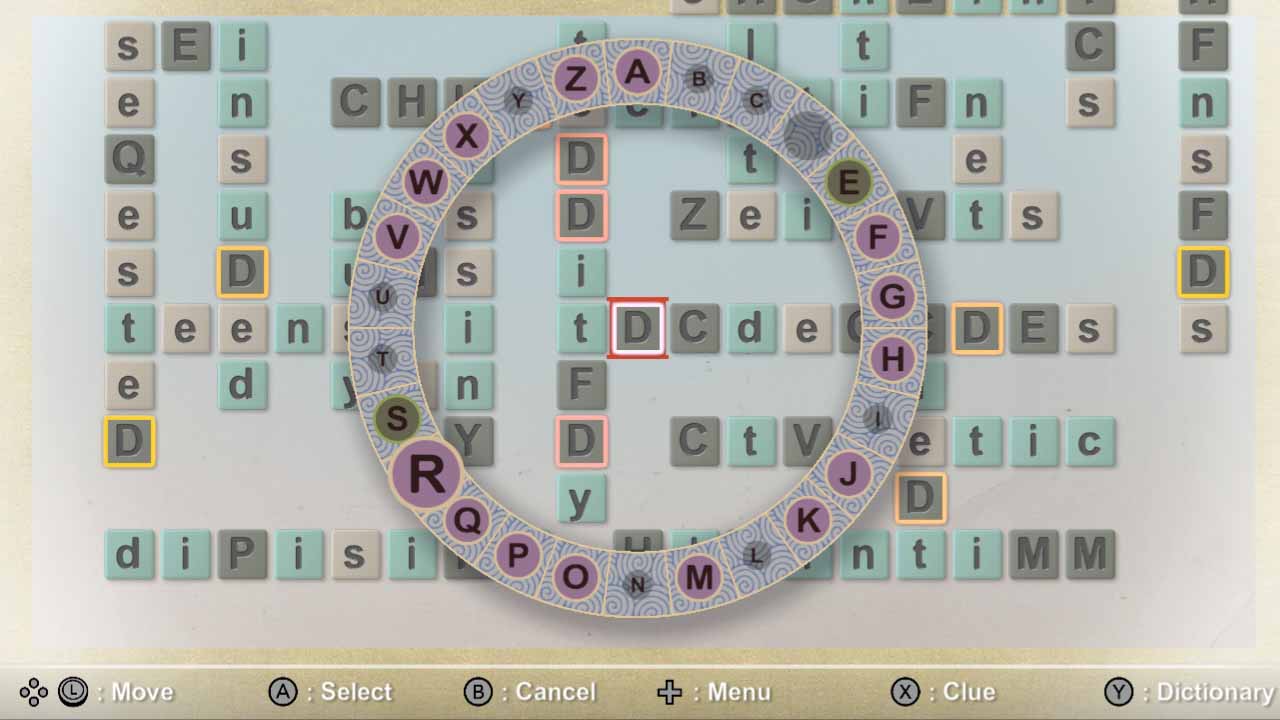 s E i t l t C F
e n C H i F n s n
Q s D t e s
e u b s D Z e i V t s F
s D s i D
t e e n i t D C d e D E s s
e d y n F
D Y D C t V e t i c
y D
d i P i s i n t i M M
A B C E F G H I J K L M N O P Q R S T U V W X Y Z
L : Move A : Select B : Cancel : Menu X : Clue Y : Dictionary